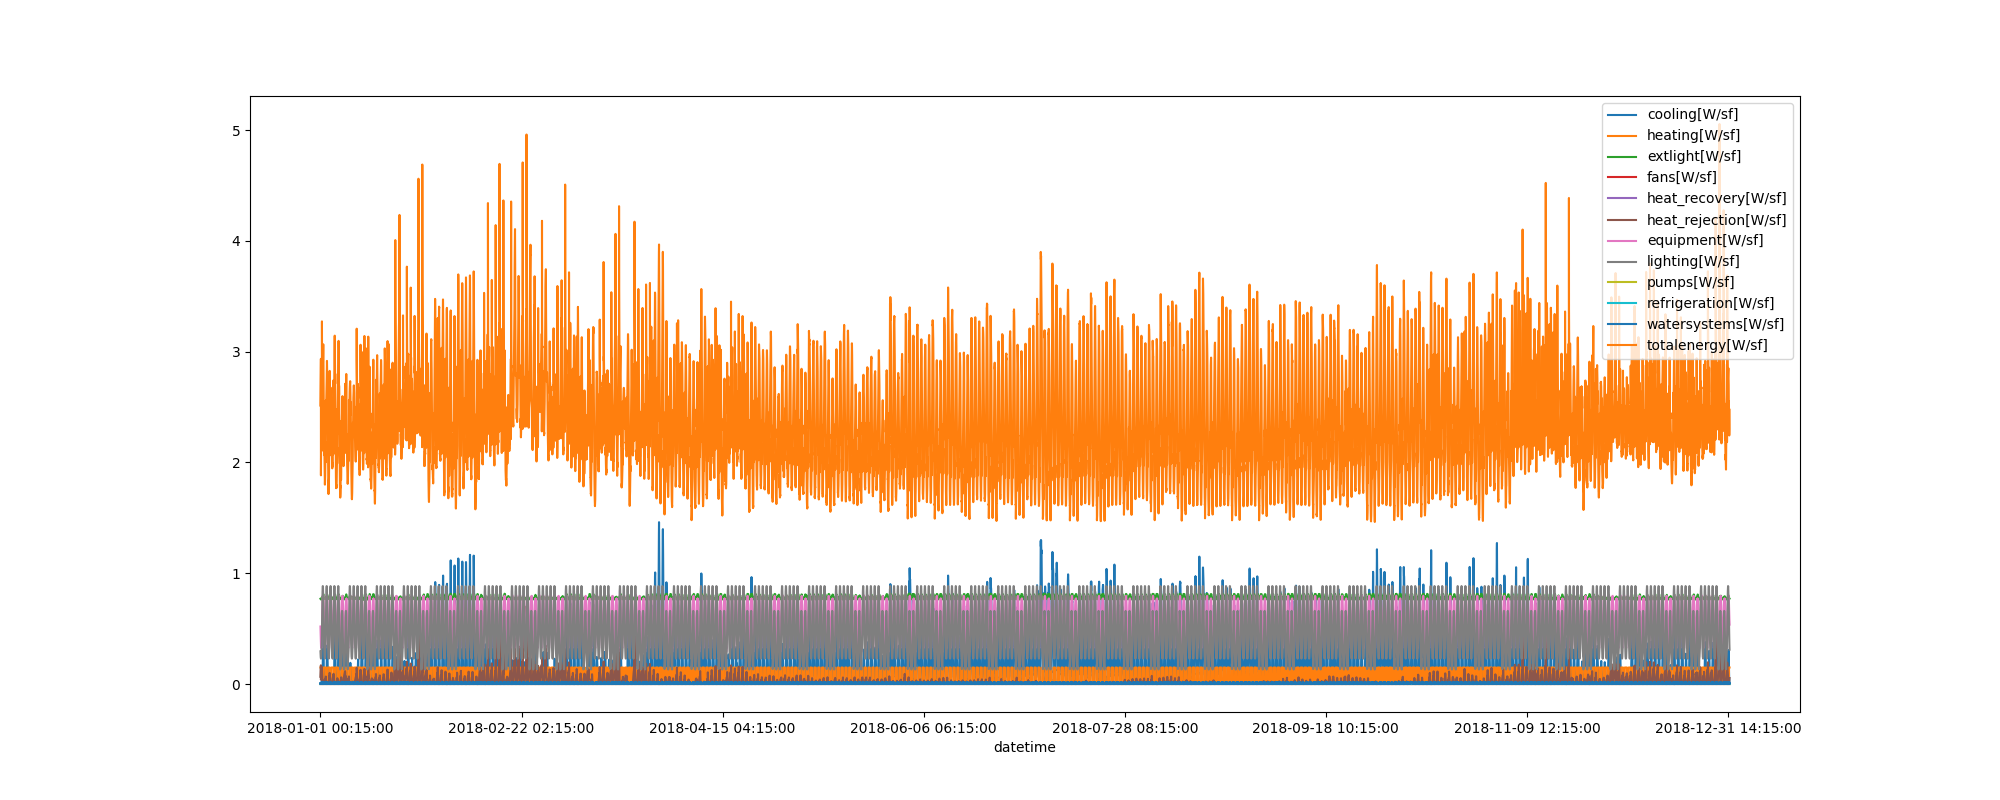 5
4
3
2
1
0
cooling[W/sf]
heating[W/sf]
extlight[W/sf]
fans[W/sf]
heat_recovery[W/sf]
heat_rejection[W/sf]
equipment[W/sf]
lighting[W/sf]
pumps[W/sf]
refrigeration[W/sf]
watersystems[W/sf]
totalenergy[W/sf]
2018-01-01 00:15:00 2018-02-22 02:15:00 2018-04-15 04:15:00 2018-06-06 06:15:00 2018-07-28 08:15:00 2018-09-18 10:15:00 2018-11-09 12:15:00 2018-12-31 14:15:00
datetime